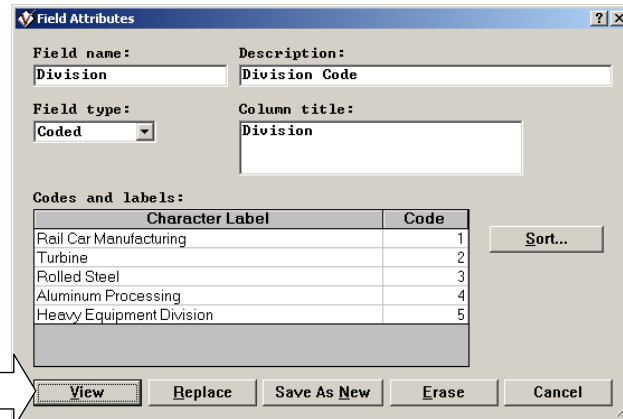 Field Attributes
Field name: Description:
Division Division Code
Field type: Column title:
Coded Division
Codes and labels:
Character Label Code
Rail Car Manufacturing 1
Turbine 2
Rolled Steel 3
Aluminum Processing 4
Heavy Equipment Division 5
Sort...
View Replace Save As New Erase Cancel